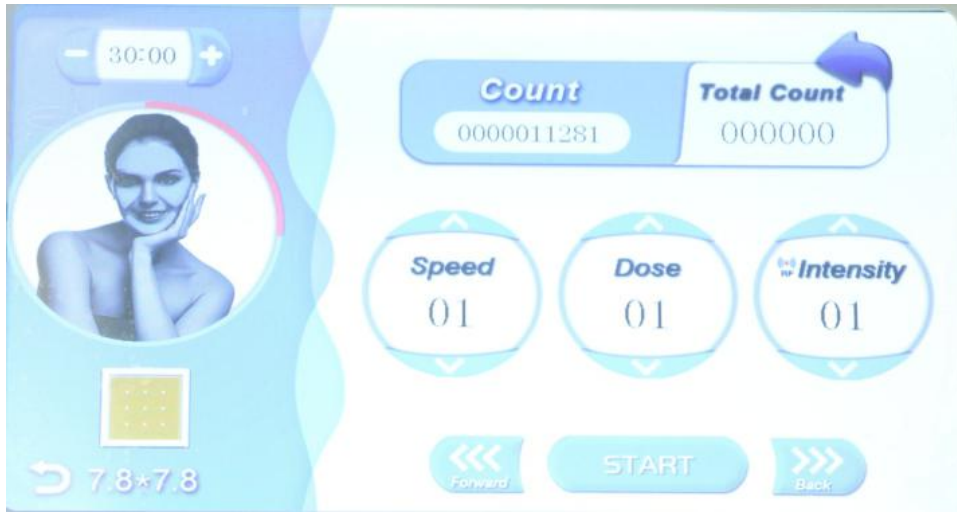 30:00
Count
Total Count
0000011281
000000
Speed
Dose
RF Intensity
01
01
01
7.8*7.8
Forward
START
Back